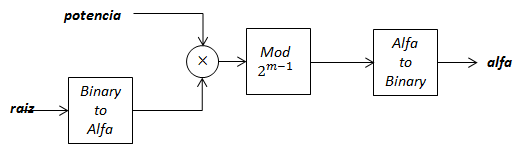 potencia
×
Mod
2^{m−1}
Alfa
to
Binary
alfa
Binary
to
Alfa
raiz